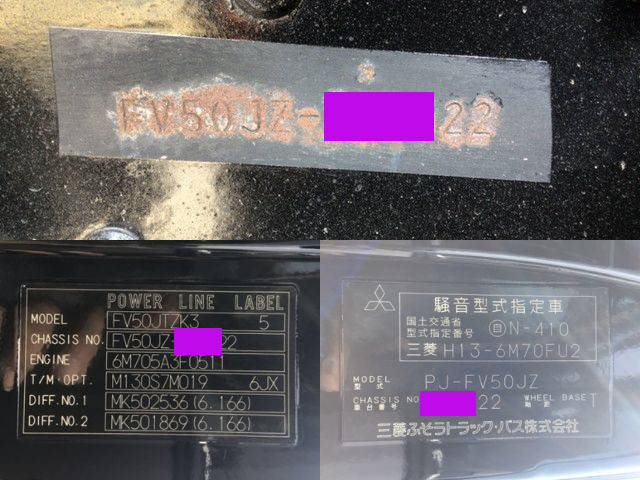 FV50JZ- 22
POWER LINE LABEL
MODEL FV50JTZK3 5
CHASSIS NO. FV50JZ 22
ENGINE 6M705A3F0511
T/M・OPT. M130S7M019 6JX
DIFF.NO.1 MK502536(6.166)
DIFF.NO.2 MK501869(6.166)
騒音型式指定車
国土交通省
型式指定番号 自N-410
三菱 H13-6M70FU2
MODEL
型式 PJ-FV50JZ
CHASSIS NO 22 WHEEL BASE T
車台番号 軸距
三菱ふそうトラック・バス株式会社